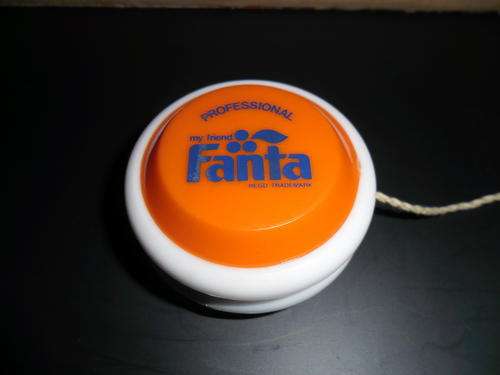 PROFESSIONAL
my friend
Fanta
REGD TRADEMARK